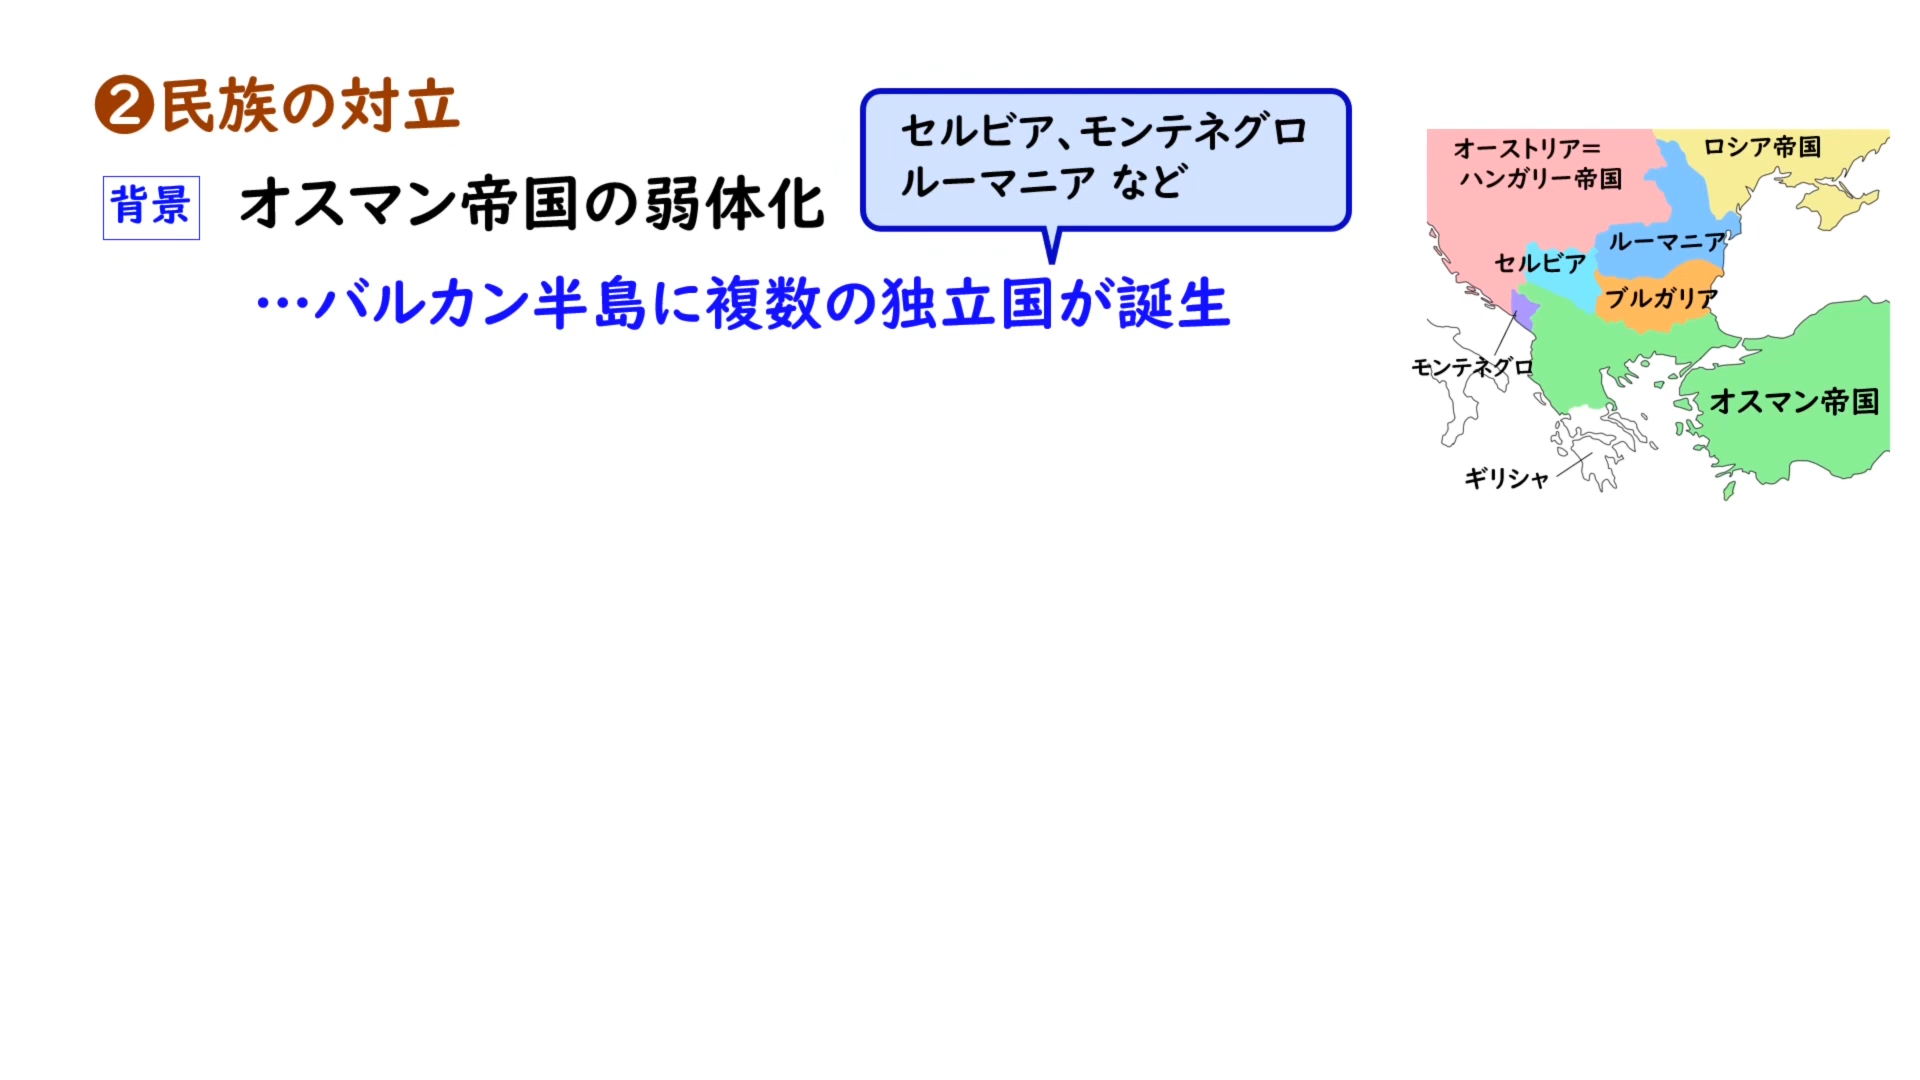 ❷民族の対立
背景 オスマン帝国の弱体化
セルビア、モンテネグロ
ルーマニア など
…バルカン半島に複数の独立国が誕生
オーストリア=
ハンガリー帝国
ロシア帝国
ルーマニア
セルビア
ブルガリア
モンテネグロ
オスマン帝国
ギリシャ